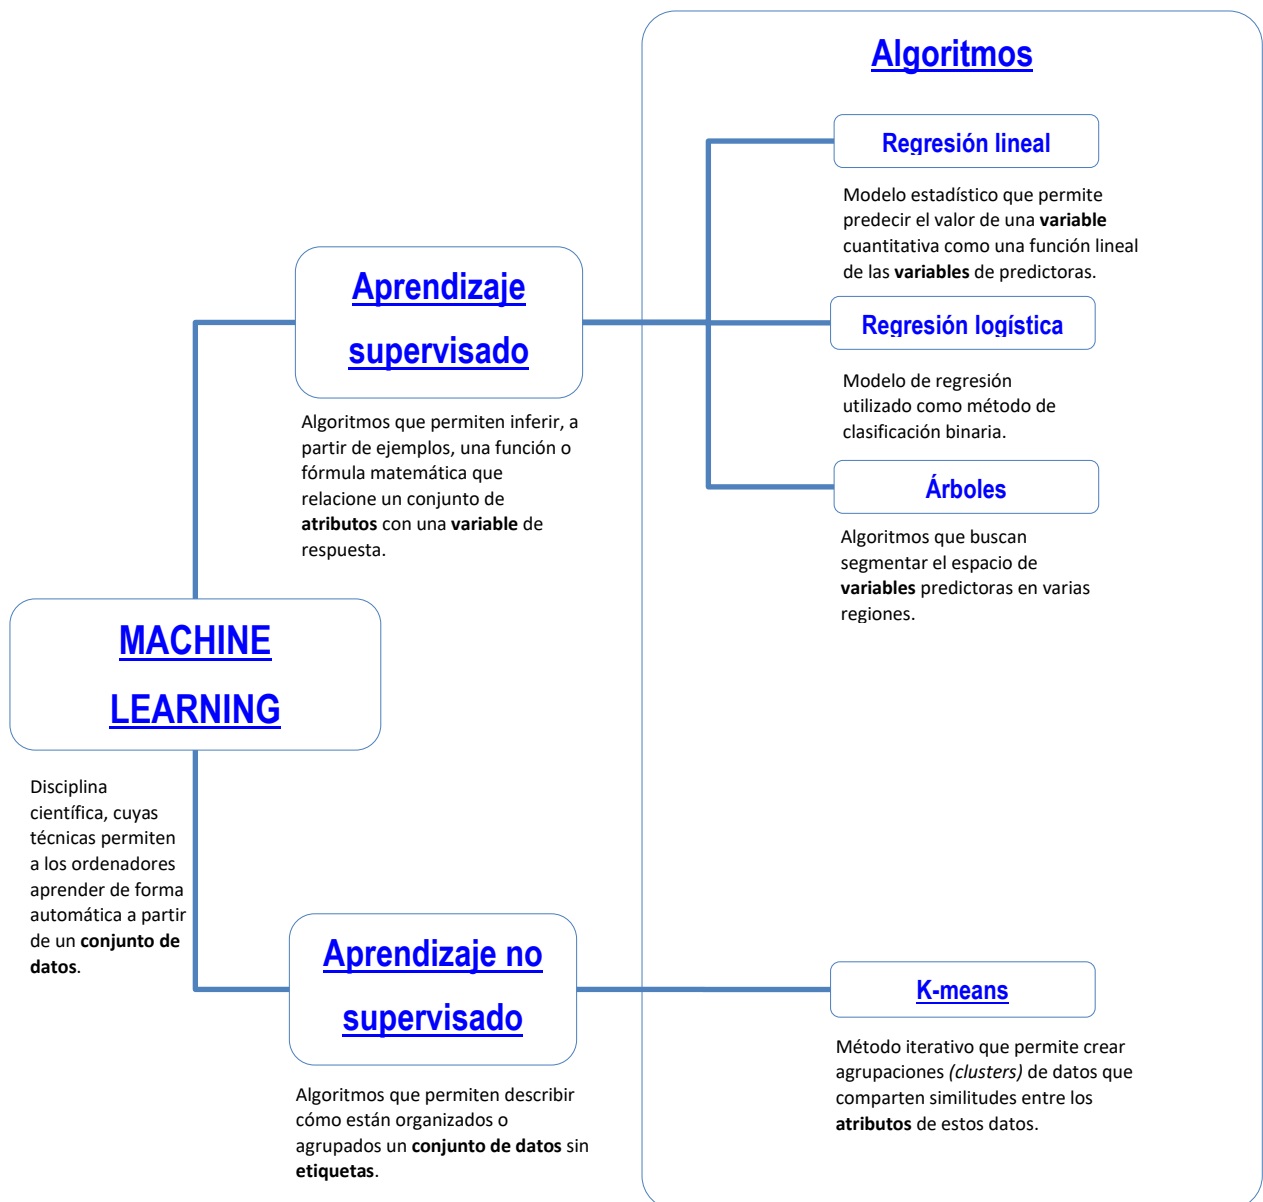 Algoritmos
Regresión lineal
Modelo estadístico que permite
predecir el valor de una variable
cuantitativa como una función lineal
de las variables de predictoras.
Aprendizaje
supervisado
Regresión logística
Algoritmos que permiten inferir, a
partir de ejemplos, una función o
fórmula matemática que
relacione un conjunto de
atributos con una variable de
respuesta.
Modelo de regresión
utilizado como método de
clasificación binaria.
Árboles
Algoritmos que buscan
segmentar el espacio de
variables predictoras en varias
regiones.
MACHINE
LEARNING
Disciplina
científica, cuyas
técnicas permiten
a los ordenadores
aprender de forma
automática a partir
de un conjunto de
datos.
Aprendizaje no
supervisado
Algoritmos que permiten describir
cómo están organizados o
agrupados un conjunto de datos sin
etiquetas.
K-means
Método iterativo que permite crear
agrupaciones (clusters) de datos que
comparten similitudes entre los
atributos de estos datos.